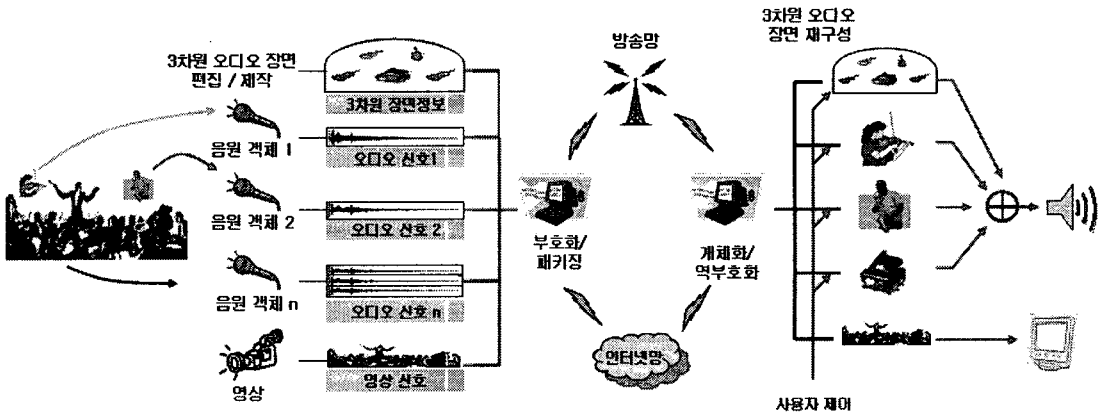 3차원 오디오 장면
편집 / 제작
3차원 장면정보
음원 객체 1
오디오 신호1
음원 객체 2
오디오 신호 2
음원 객체 n
오디오 신호 n
영상
영상 신호
부호화/
패키징
방송망
인터넷망
객체화/
역부호화
3차원 오디오
장면 재구성
사용자 제어